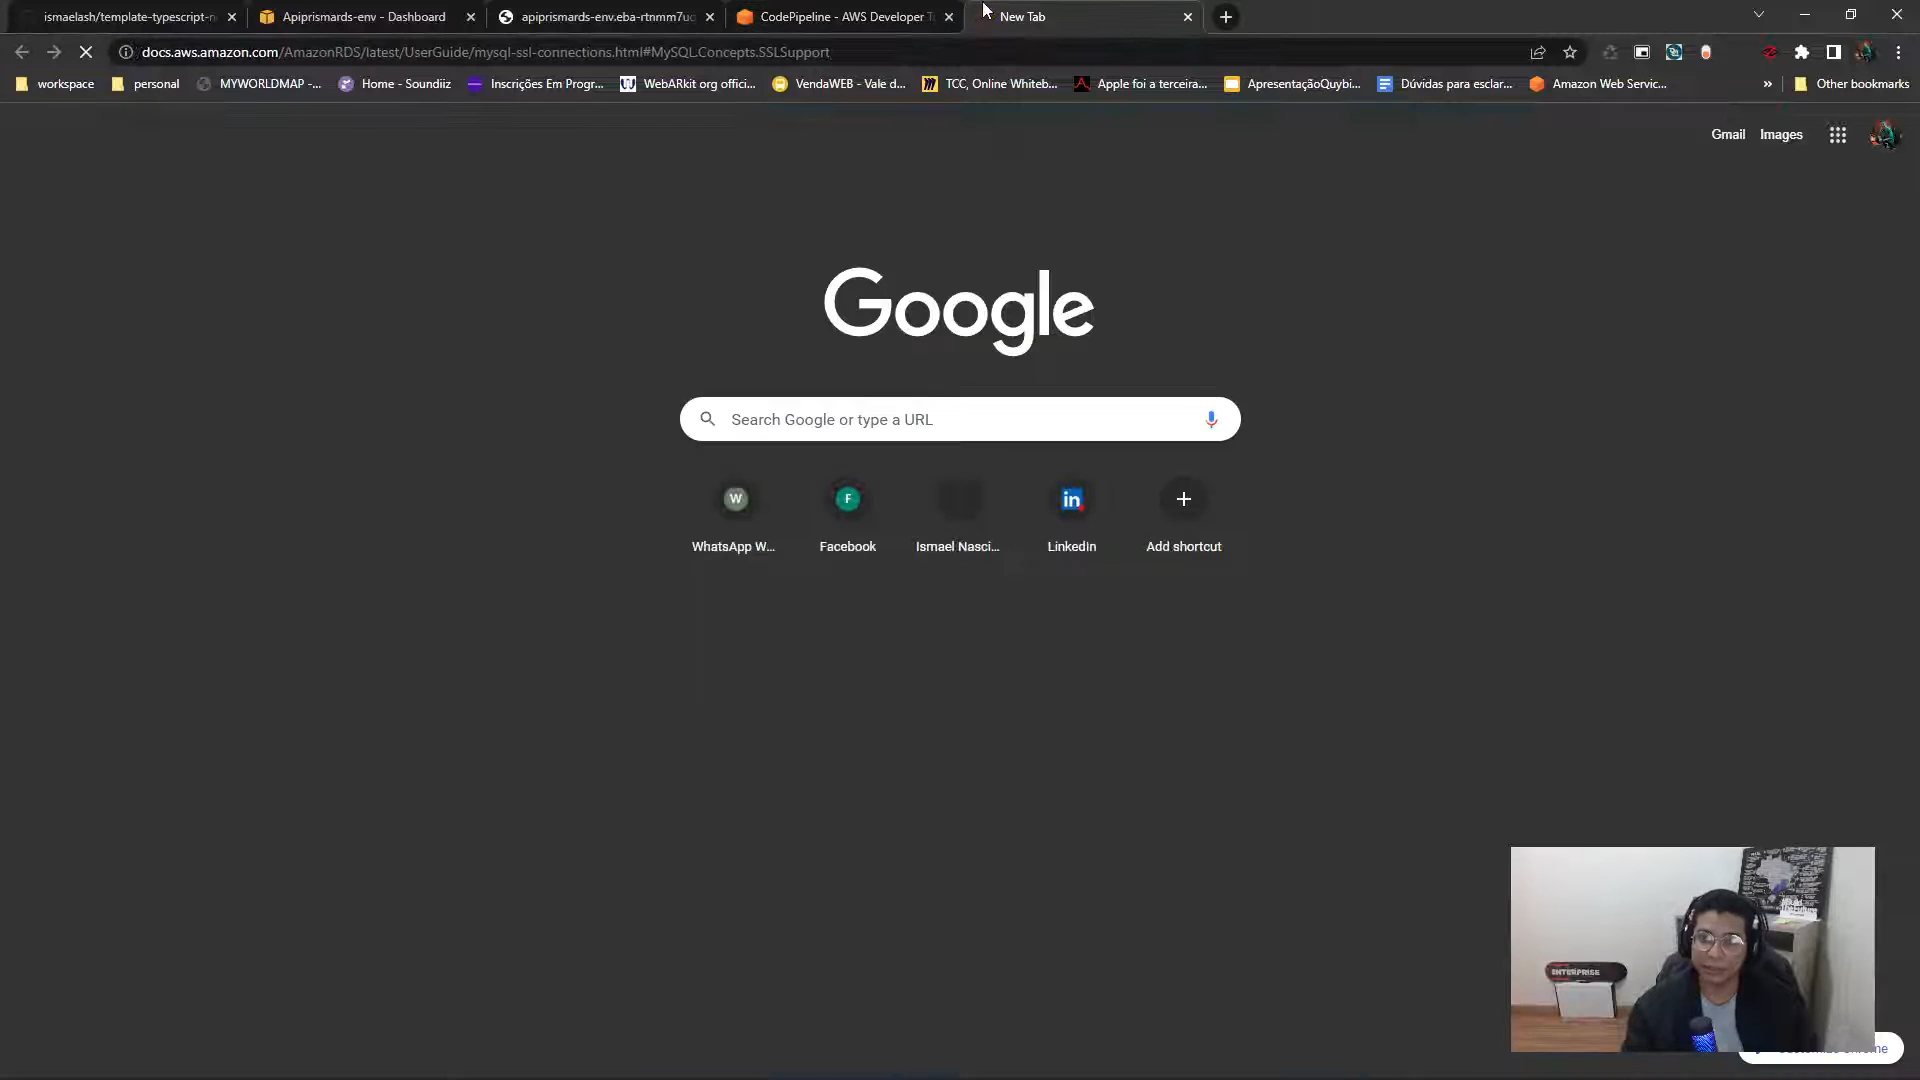 ismaelash/template-typescript-n
Apiprismards-env - Dashboard
apiprismards-env.eba-rtnmm7uq
CodePipeline - AWS Developer T
New Tab
docs.aws.amazon.com/AmazonRDS/latest/UserGuide/mysql-ssl-connections.html#MySQL.Concepts.SSLSupport
workspace
personal
MYWORLDMAP -...
Home - Soundiiz
Inscrições Em Progr...
WebARkit org offici...
VendaWEB - Vale d...
TCC, Online Whiteb...
Apple foi a terceira...
ApresentaçãoQuybi...
Dúvidas para esclar...
Amazon Web Servic...
»
Other bookmarks
Gmail
Images
Google
Search Google or type a URL
W
F
in
WhatsApp W...
Facebook
Ismael Nasci...
LinkedIn
Add shortcut
ENTERPRISE